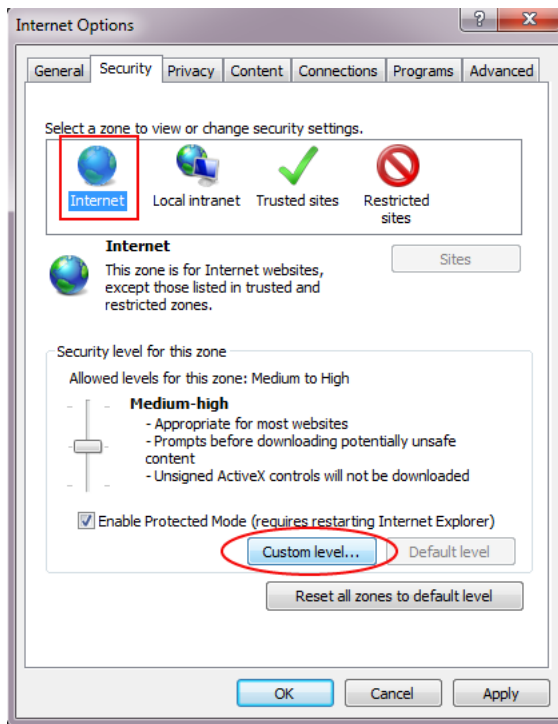 Internet Options
General Security Privacy Content Connections Programs Advanced
Select a zone to view or change security settings.
Internet Local intranet Trusted sites Restricted
sites
Internet
Sites
This zone is for Internet websites,
except those listed in trusted and
restricted zones.
Security level for this zone
Allowed levels for this zone: Medium to High
Medium-high
- Appropriate for most websites
- Prompts before downloading potentially unsafe
content
- Unsigned ActiveX controls will not be downloaded
Enable Protected Mode (requires restarting Internet Explorer)
Custom level... Default level
Reset all zones to default level
OK Cancel Apply